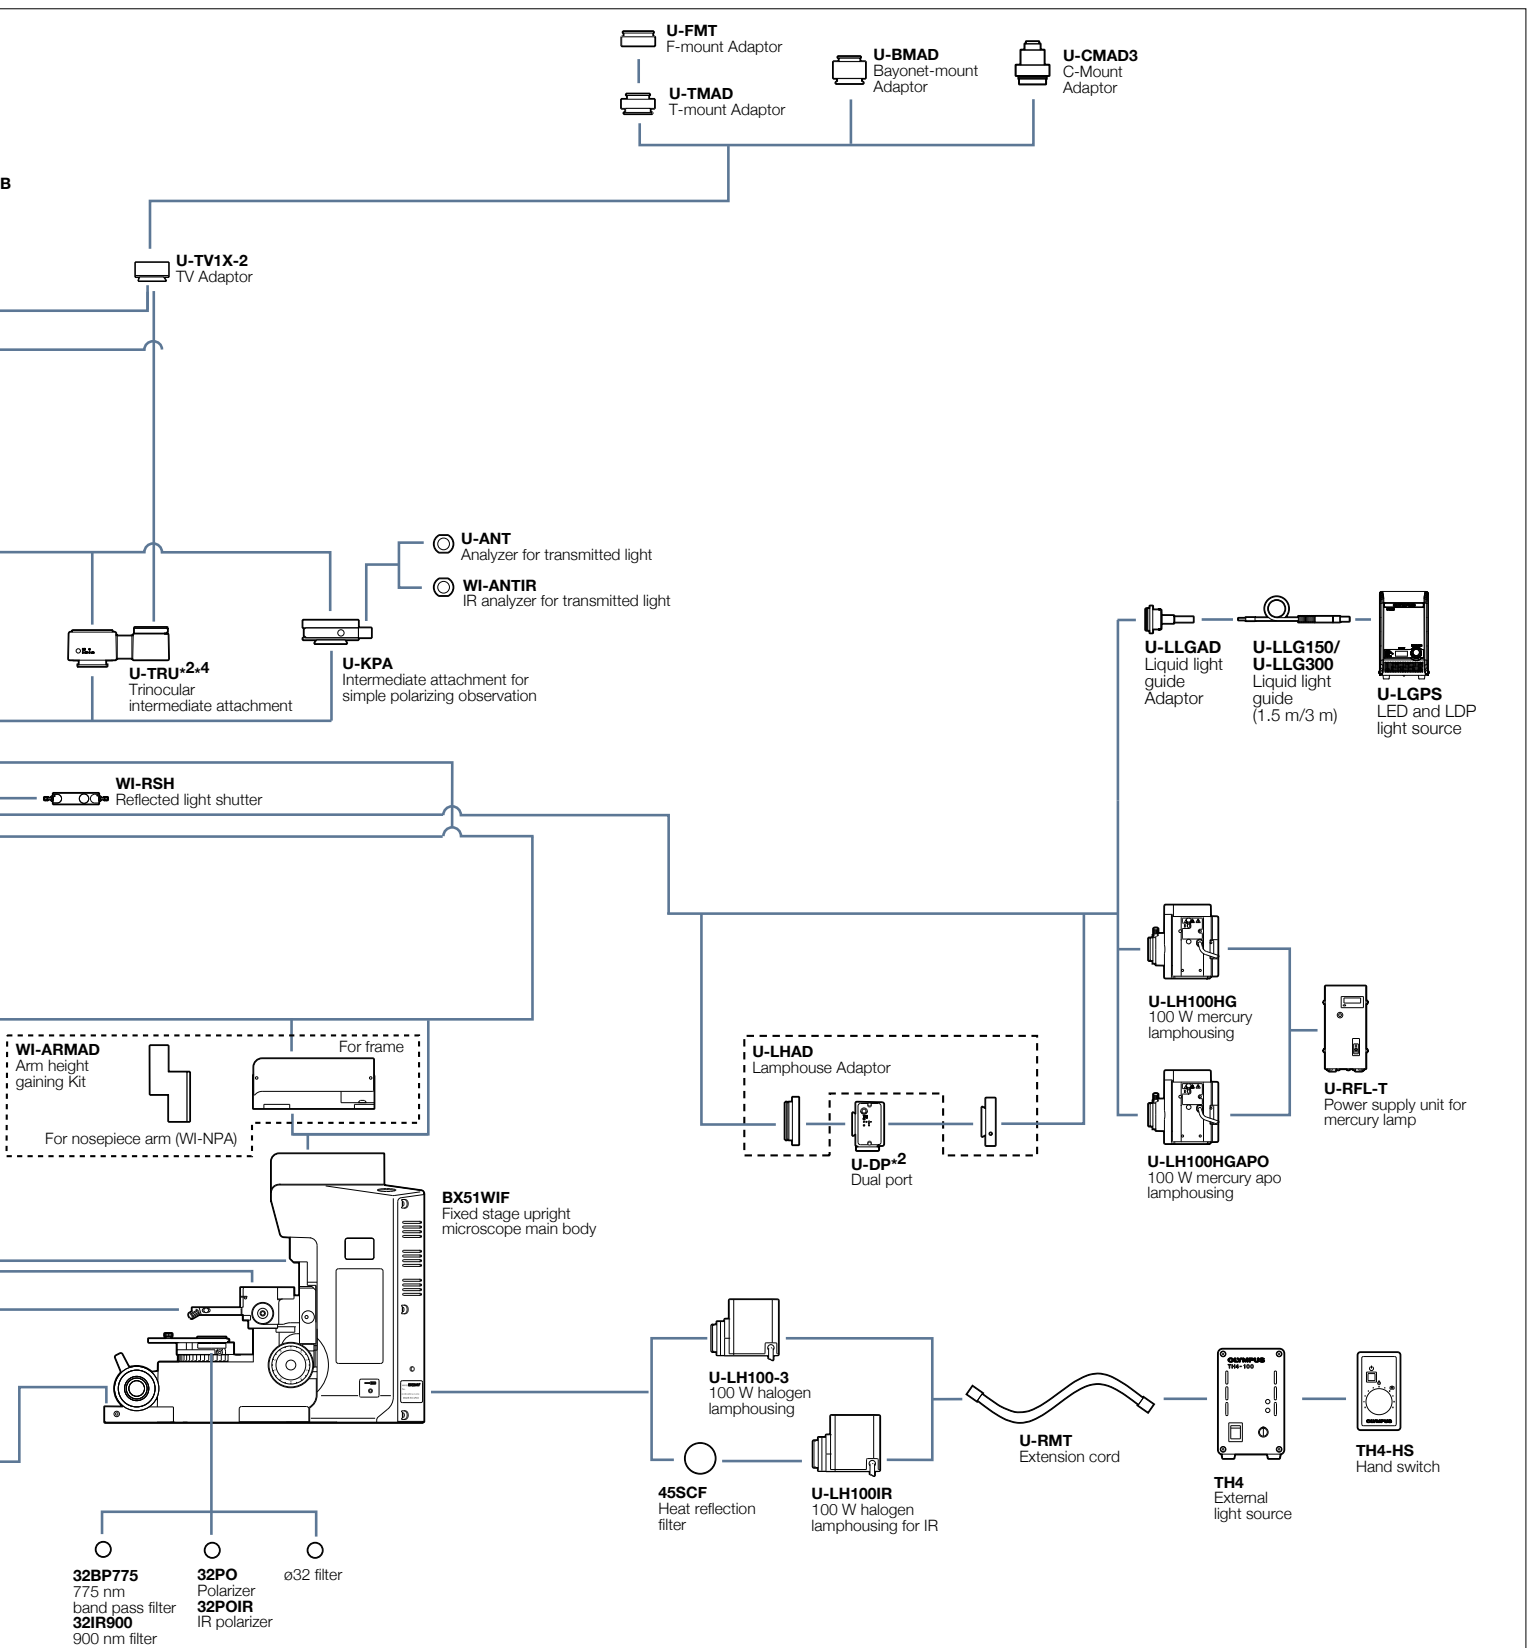 U-FMT
F-mount Adaptor
U-TMAD
T-mount Adaptor
U-BMAD
Bayonet-mount
Adaptor
U-CMAD3
C-Mount
Adaptor
B
U-TV1X-2
TV Adaptor
U-ANT
Analyzer for transmitted light
WI-ANTIR
IR analyzer for transmitted light
U-TRU*2*4
Trinocular
intermediate attachment
U-KPA
Intermediate attachment for
simple polarizing observation
U-LLGAD
Liquid light
guide
Adaptor
U-LLG150/
U-LLG300
Liquid light
guide
(1.5 m/3 m)
U-LGPS
LED and LDP
light source
WI-RSH
Reflected light shutter
U-LH100HG
100 W mercury
lamphousing
U-RFL-T
Power supply unit for
mercury lamp
U-LH100HGAPO
100 W mercury apo
lamphousing
WI-ARMAD
Arm height
gaining Kit
For frame
For nosepiece arm (WI-NPA)
U-LHAD
Lamphouse Adaptor
U-DP*2
Dual port
BX51WIF
Fixed stage upright
microscope main body
U-LH100-3
100 W halogen
lamphousing
45SCF
Heat reflection
filter
U-LH100IR
100 W halogen
lamphousing for IR
U-RMT
Extension cord
OLYMPUS
TH4-100
TH4
External
light source
OLYMPUS
TH4-HS
Hand switch
32BP775
775 nm
band pass filter
32IR900
900 nm filter
32PO
Polarizer
32POIR
IR polarizer
ø32 filter